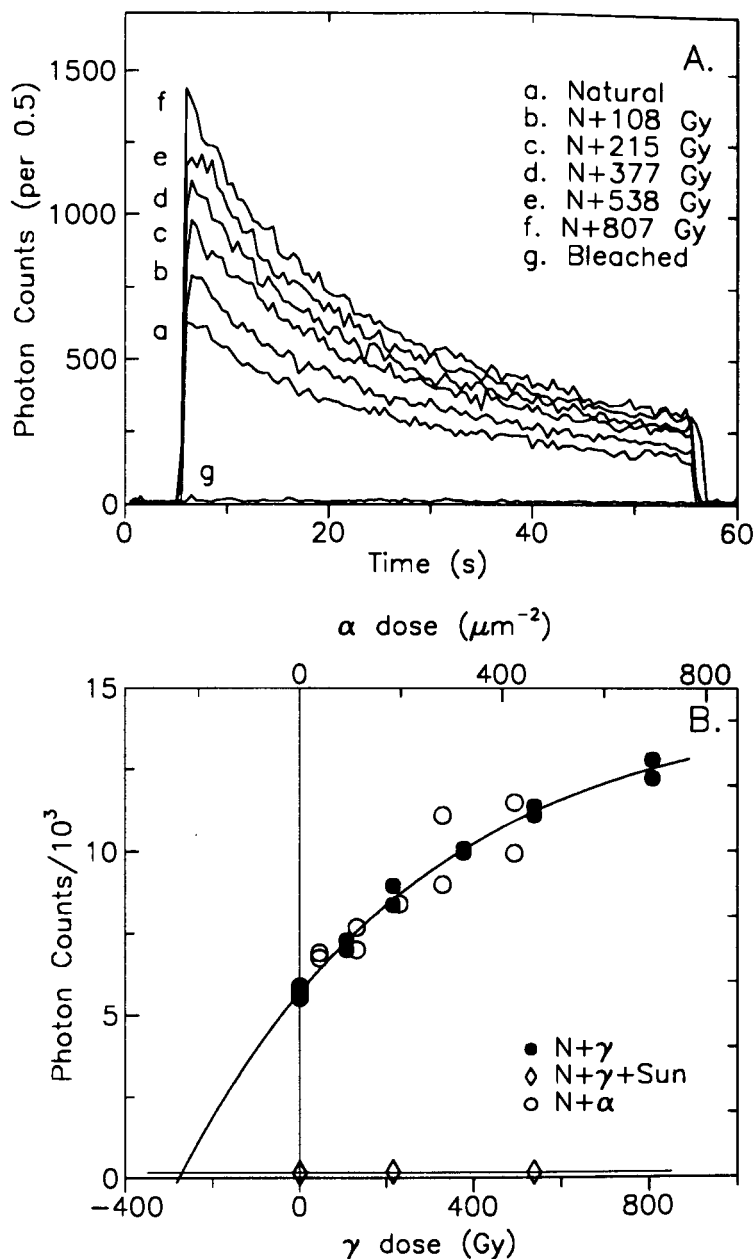 A.
1500
1000
500
0
Photon Counts (per 0.5)
a. Natural
b. N+108 Gy
c. N+215 Gy
d. N+377 Gy
e. N+538 Gy
f. N+807 Gy
g. Bleached
f
e
d
c
b
a
g
0 20 40 60
Time (s)
α dose (μm⁻²)
0 400 800
B.
15
10
5
0
Photon Counts/10³
N+γ
N+γ+Sun
N+α
−400 0 400 800
γ dose (Gy)